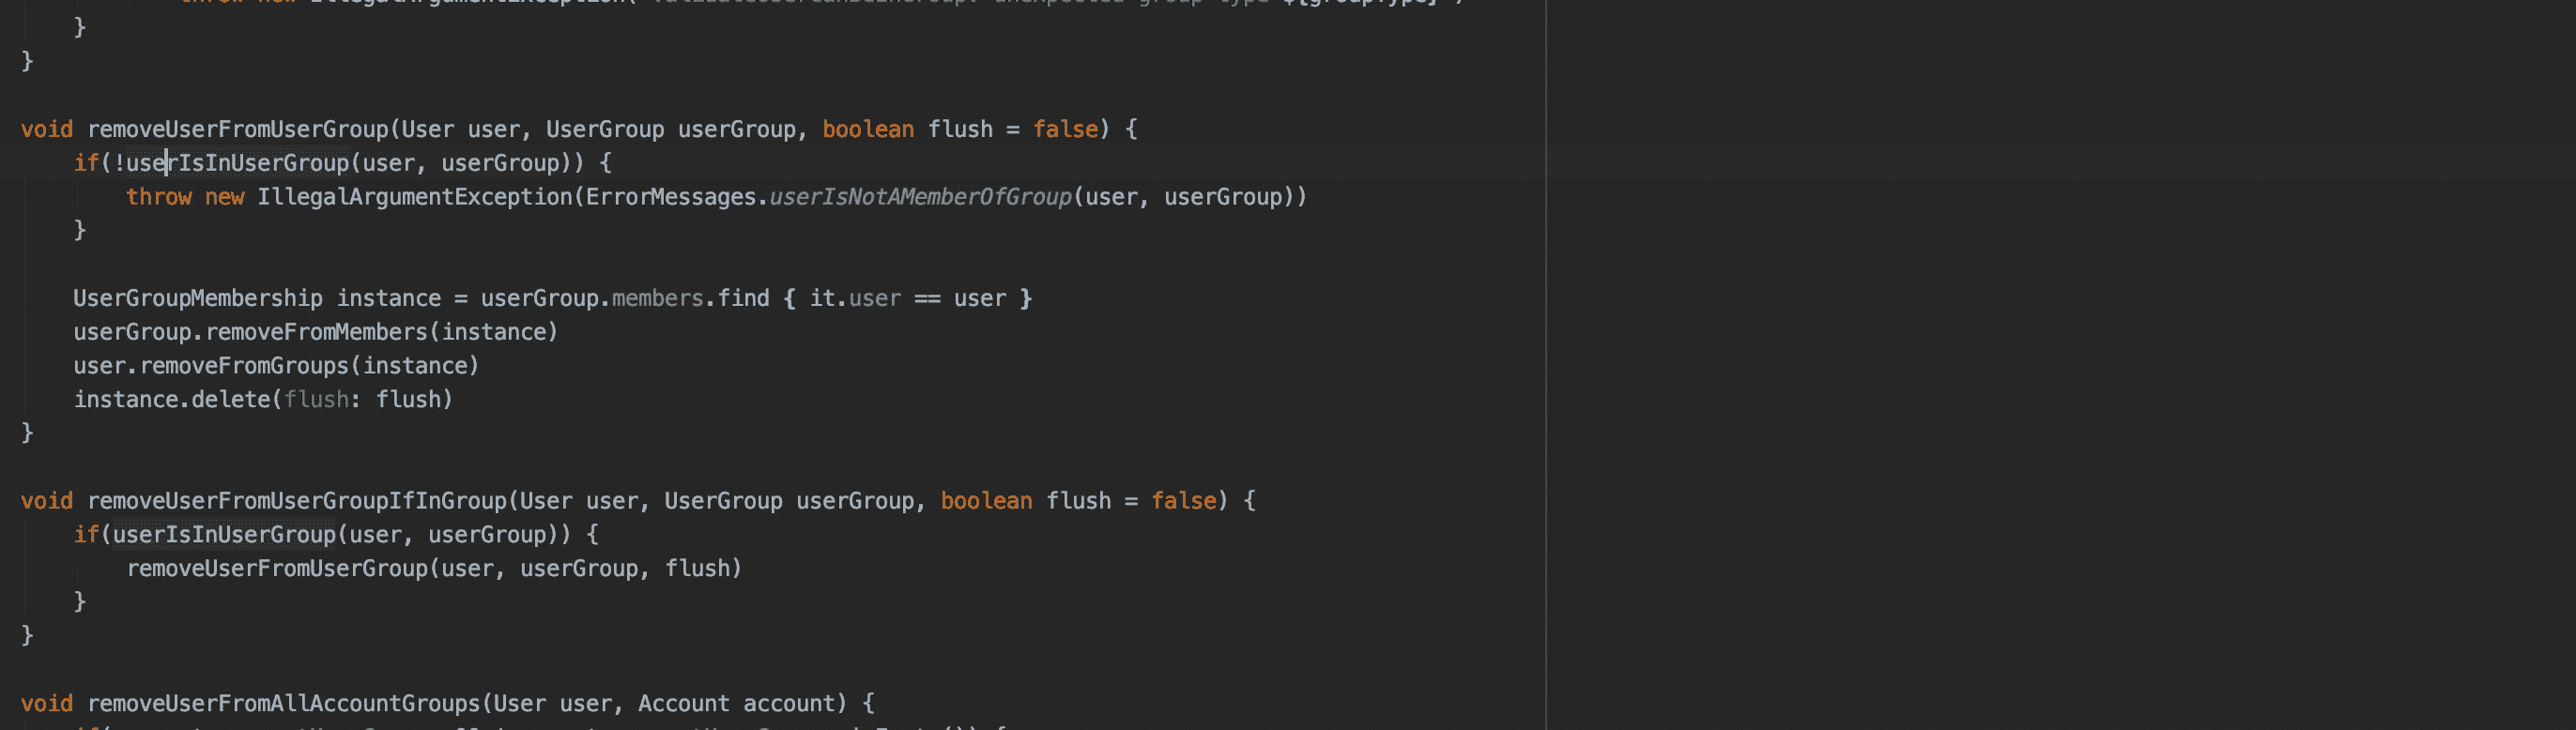 }
}
void removeUserFromUserGroup(User user, UserGroup userGroup, boolean flush = false) {
if(!userIsInUserGroup(user, userGroup)) {
throw new IllegalArgumentException(ErrorMessages.userIsNotAMemberOfGroup(user, userGroup))
}
UserGroupMembership instance = userGroup.members.find { it.user == user }
userGroup.removeFromMembers(instance)
user.removeFromGroups(instance)
instance.delete(flush: flush)
}
void removeUserFromUserGroupIfInGroup(User user, UserGroup userGroup, boolean flush = false) {
if(userIsInUserGroup(user, userGroup)) {
removeUserFromUserGroup(user, userGroup, flush)
}
}
void removeUserFromAllAccountGroups(User user, Account account) {